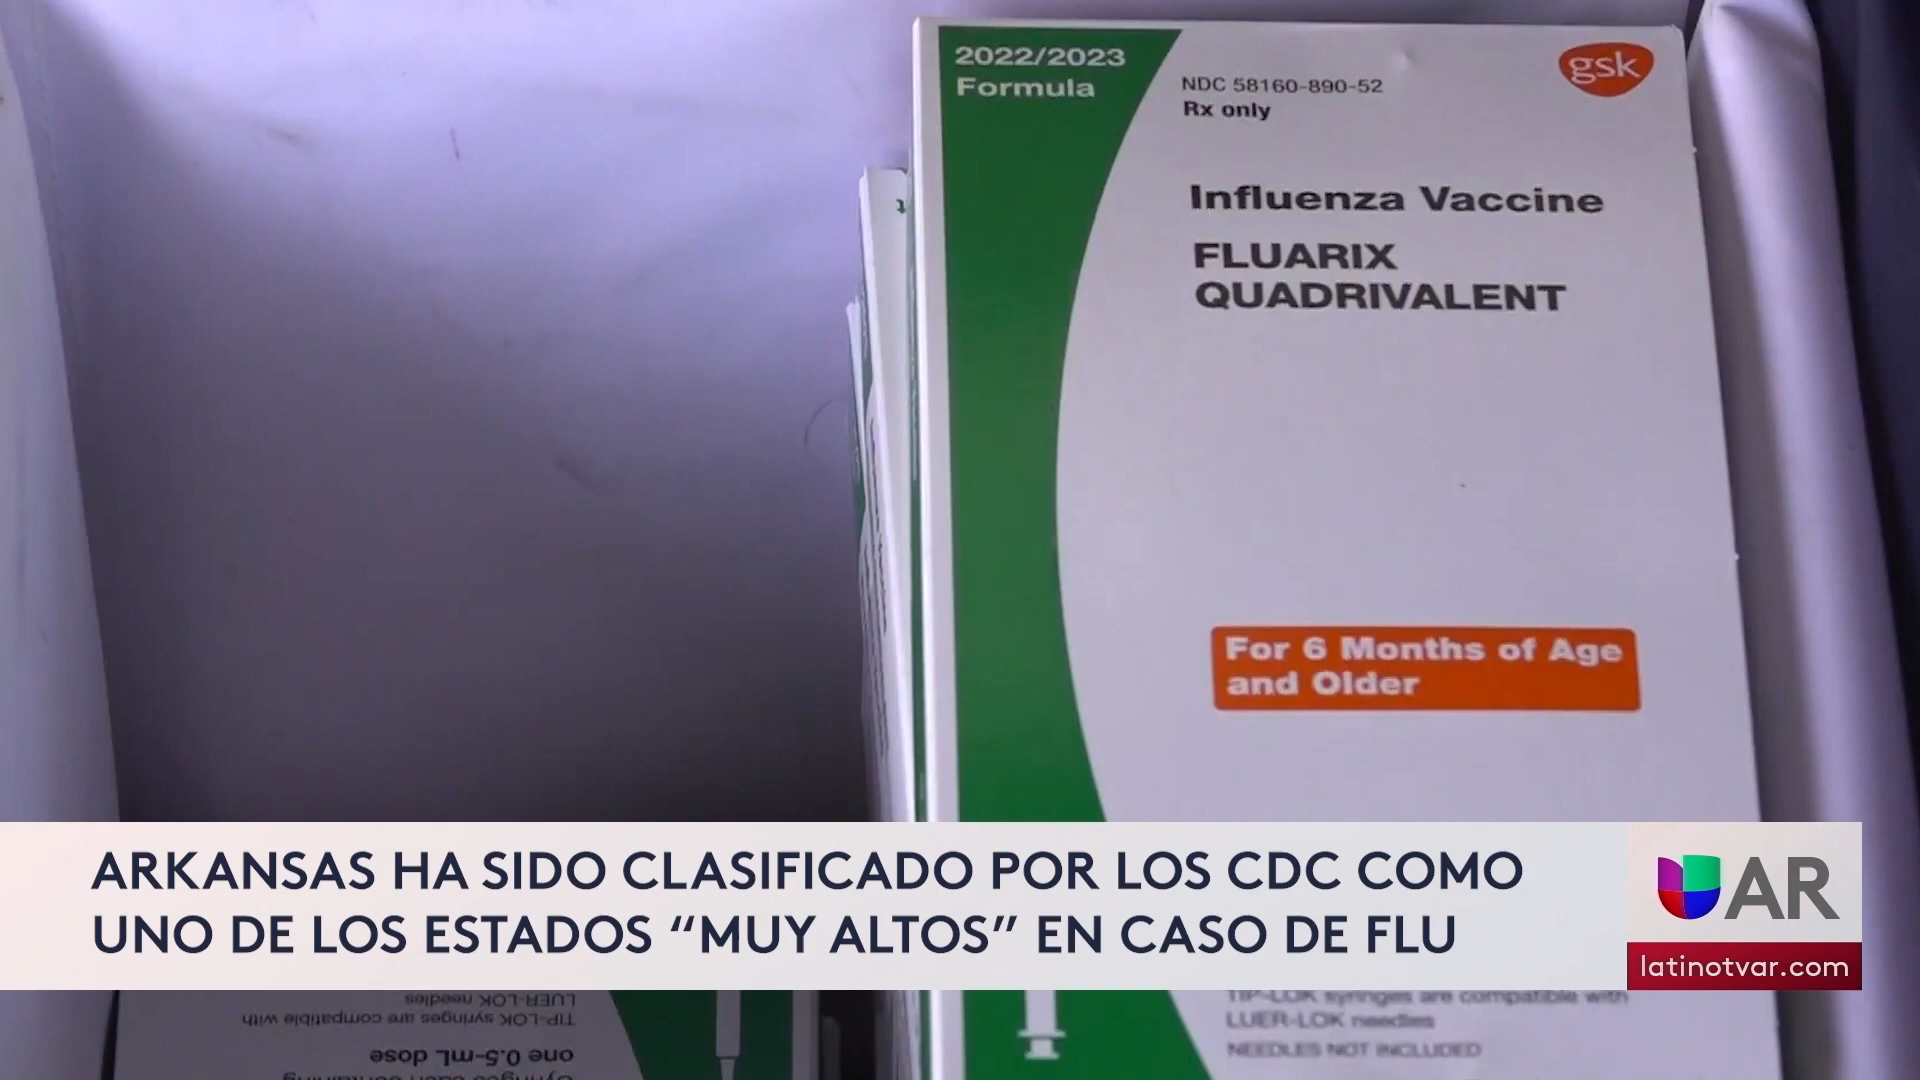 2022/2023
Formula
NDC 58160-890-52
Rx only
gsk
Influenza Vaccine
FLUARIX
QUADRIVALENT
For 6 Months of Age
and Older
ARKANSAS HA SIDO CLASIFICADO POR LOS CDC COMO
UNO DE LOS ESTADOS “MUY ALTOS” EN CASO DE FLU
AR
latinotvar.com
TIP-LOK syringes are compatible with
LUER-LOK needles
NEEDLES NOT INCLUDED
one 0.5-mL dose
TIP-LOK syringes are compatible with
LUER-LOK needles